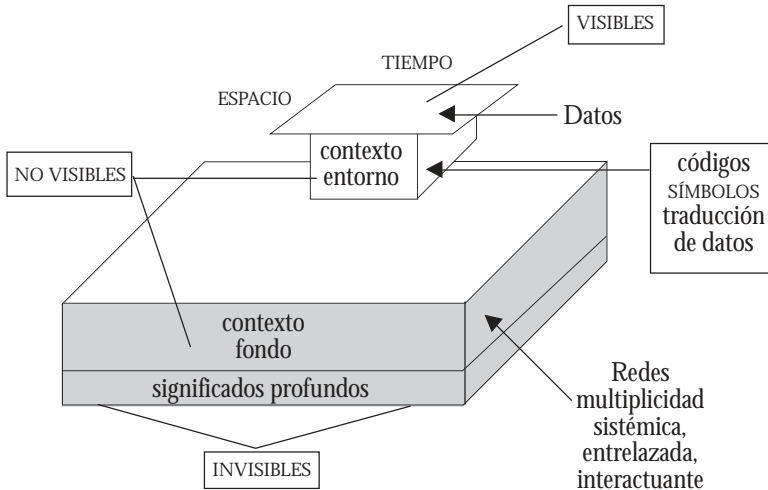 VISIBLES
TIEMPO
ESPACIO
Datos
contexto
entorno
NO VISIBLES
códigos
SÍMBOLOS
traducción
de datos
contexto
fondo
significados profundos
Redes
multiplicidad
sistémica,
entrelazada,
interactuante
INVISIBLES